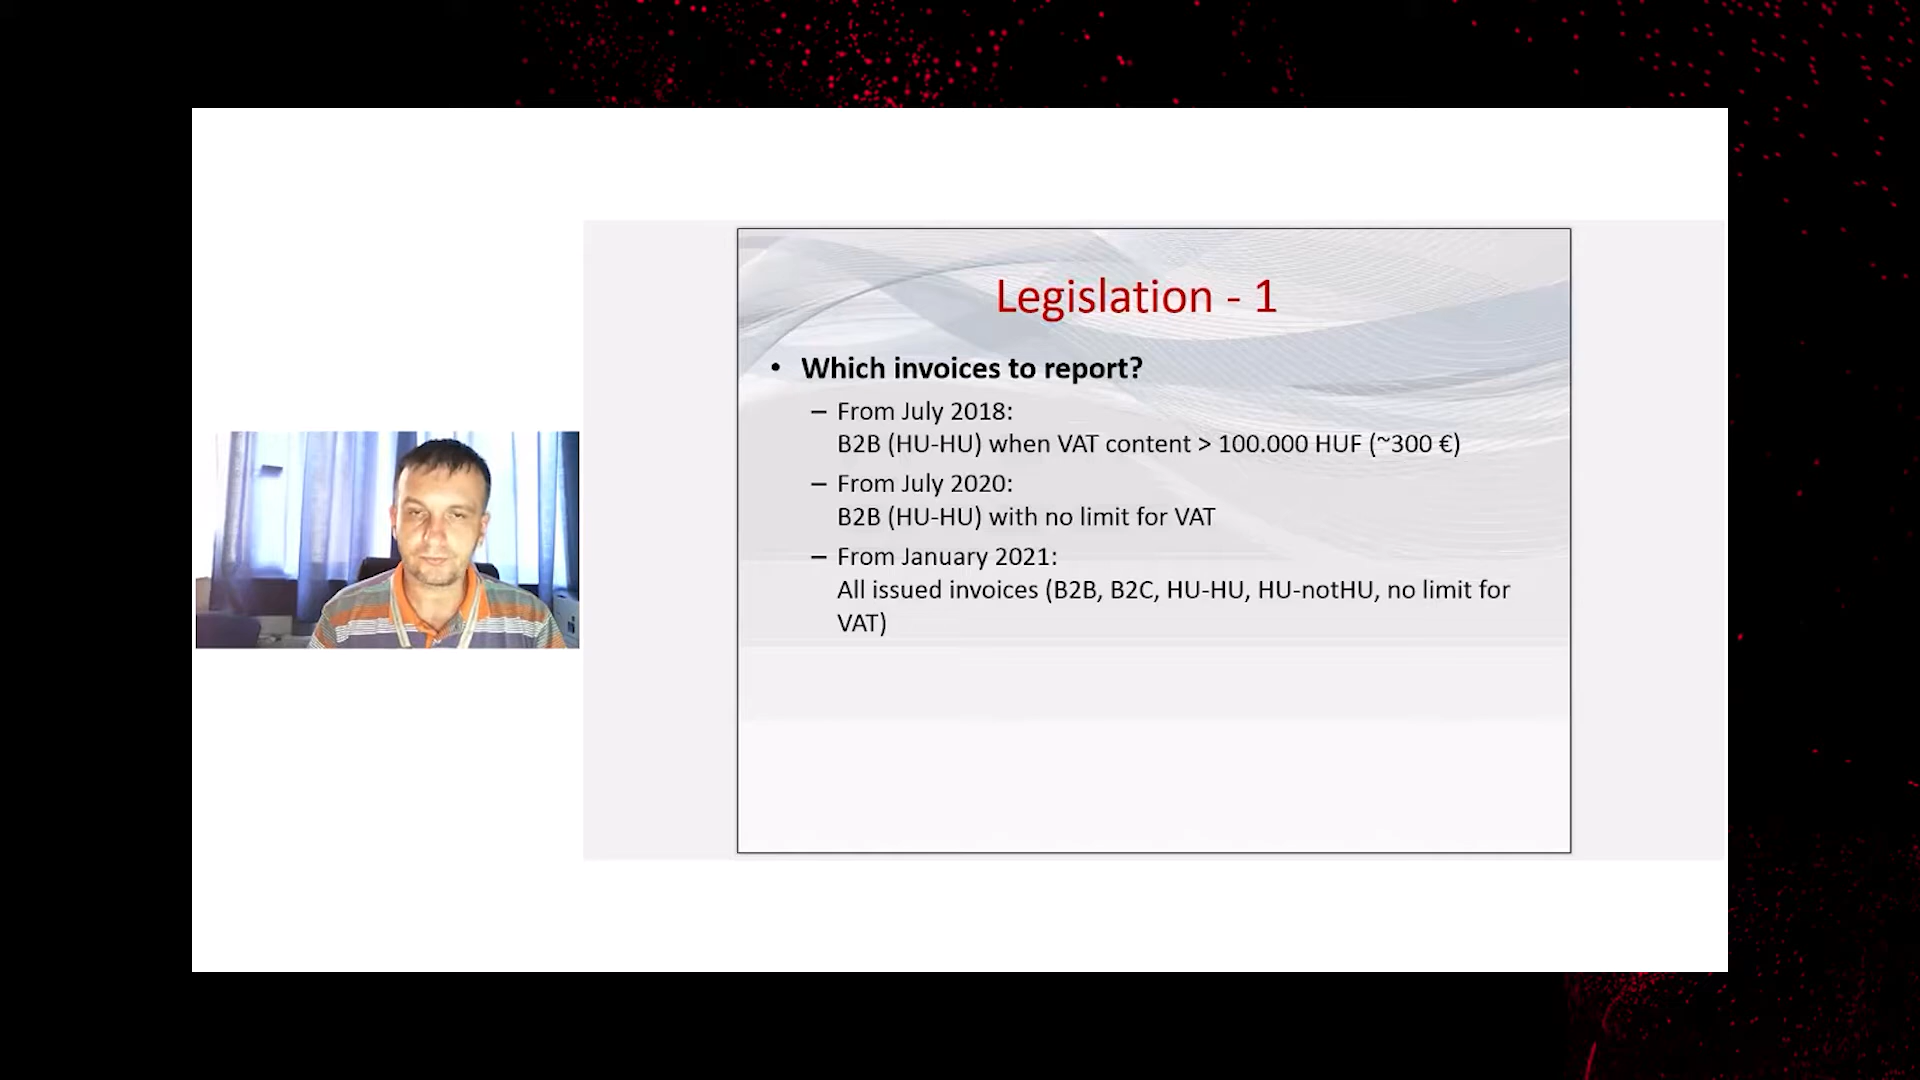 Legislation - 1
• Which invoices to report?
– From July 2018:
B2B (HU-HU) when VAT content > 100.000 HUF (~300 €)
– From July 2020:
B2B (HU-HU) with no limit for VAT
– From January 2021:
All issued invoices (B2B, B2C, HU-HU, HU-notHU, no limit for
VAT)